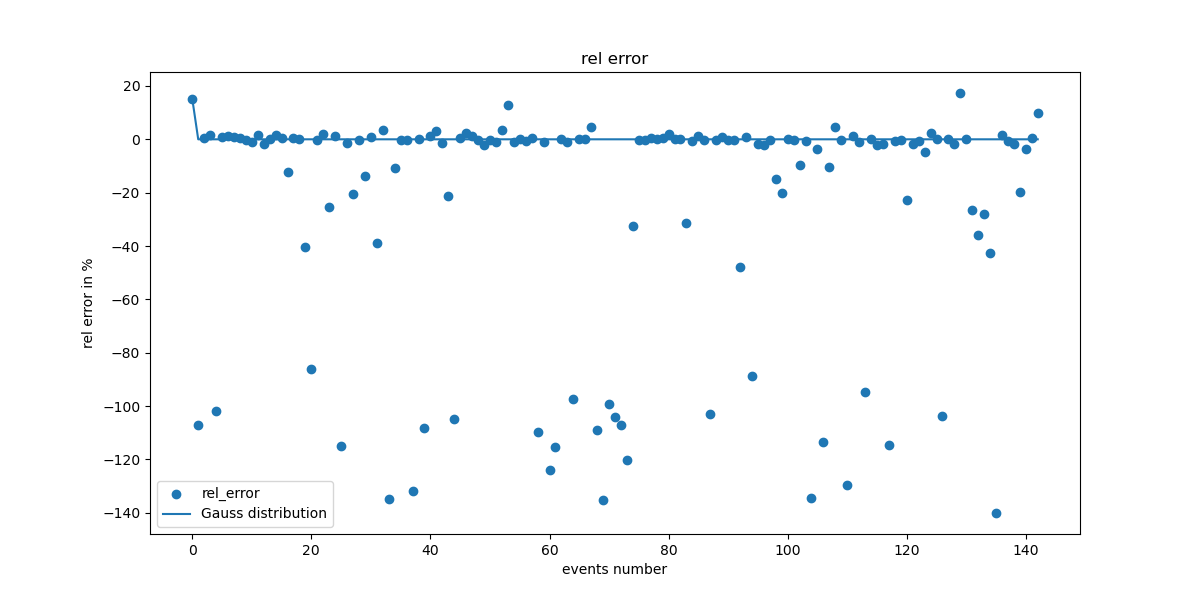 rel error
20
0
−20
−40
−60
−80
−100
−120
−140
rel error in %
rel_error
Gauss distribution
0 20 40 60 80 100 120 140
events number